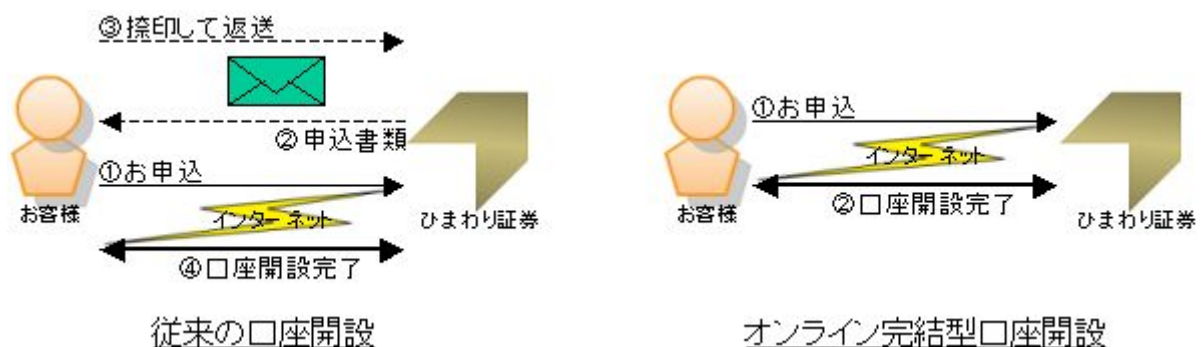 ③捺印して返送
②申込書類
①お申込
インターネット
お客様
ひまわり証券
④口座開設完了
従来の口座開設
①お申込
インターネット
お客様
ひまわり証券
②口座開設完了
オンライン完結型口座開設